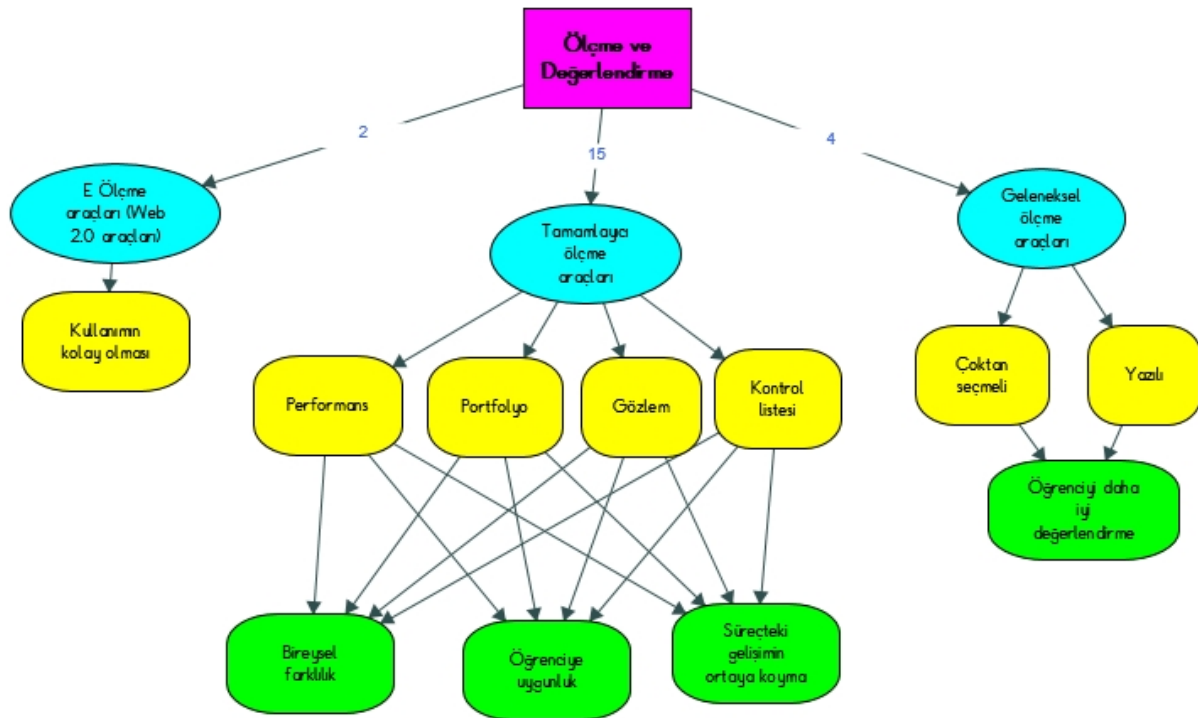 Ölçme ve
Değerlendirme
2
15
4
E Ölçme
araçları (Web
2.0 araçları)
Tamamlayıcı
ölçme
araçları
Geleneksel
ölçme
araçları
Kullanımın
kolay olması
Performans
Portfolyo
Gözlem
Kontrol
listesi
Çoktan
seçmeli
Yazılı
Öğrenciyi daha
iyi
değerlendirme
Bireysel
farklılık
Öğrenciye
uygunluk
Süreçteki
gelişimin
ortaya koyma